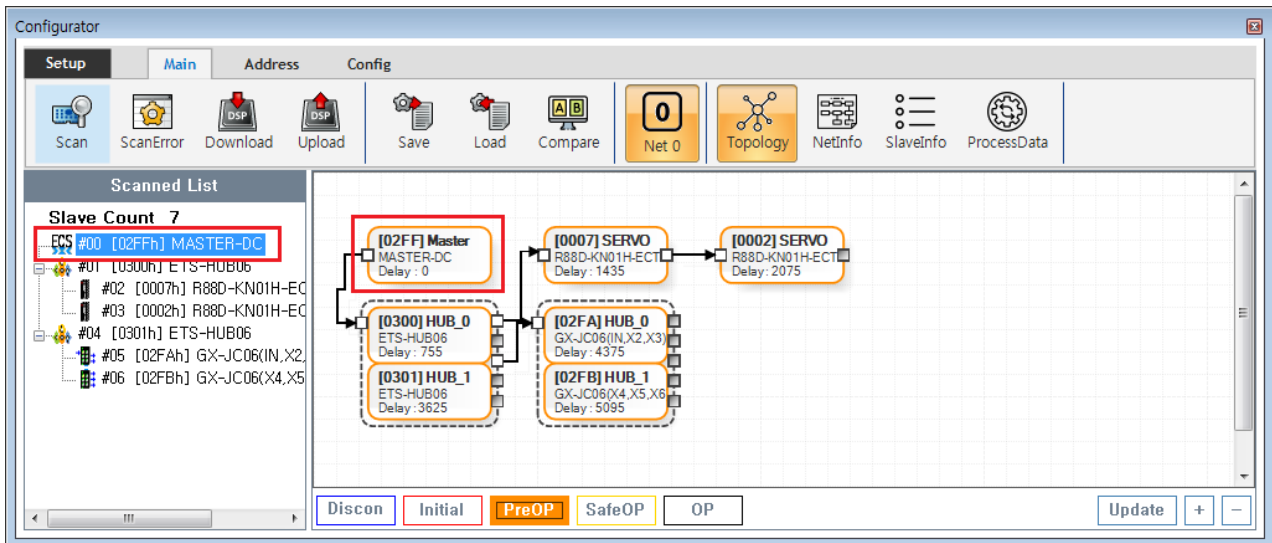 Configurator
Setup Main Address Config
DSP DSP A B 0
Scan ScanError Download Upload Save Load Compare Net 0 Topology NetInfo SlaveInfo ProcessData
Scanned List
Slave Count 7
ECS #00 [02FFh] MASTER-DC
#01 [0300h] ETS-HUB06
#02 [0007h] R88D-KN01H-EC
#03 [0002h] R88D-KN01H-EC
#04 [0301h] ETS-HUB06
#05 [02FAh] GX-JC06(IN,X2,
#06 [02FBh] GX-JC06(X4,X5
[02FF] Master
MASTER-DC
Delay : 0
[0007] SERVO
R88D-KN01H-ECT
Delay : 1435
[0002] SERVO
R88D-KN01H-ECT
Delay : 2075
[0300] HUB_0
ETS-HUB06
Delay : 755
[02FA] HUB_0
GX-JC06(IN,X2,X3)
Delay : 4375
[0301] HUB_1
ETS-HUB06
Delay : 3625
[02FB] HUB_1
GX-JC06(X4,X5,X6
Delay : 5095
Discon Initial PreOP SafeOP OP Update + −